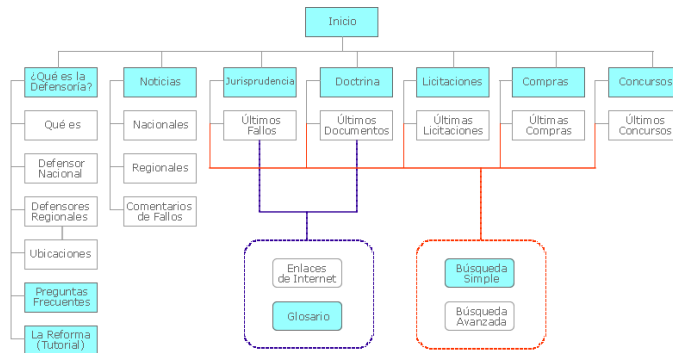 Inicio
¿Qué es la
Defensoría?
Noticias
Jurisprudencia
Doctrina
Licitaciones
Compras
Concursos
Qué es
Nacionales
Últimos
Fallos
Últimos
Documentos
Últimas
Licitaciones
Últimas
Compras
Últimos
Concursos
Defensor
Nacional
Regionales
Defensores
Regionales
Comentarios
de Fallos
Ubicaciones
Enlaces
de Internet
Búsqueda
Simple
Preguntas
Frecuentes
Glosario
Búsqueda
Avanzada
La Reforma
(Tutorial)